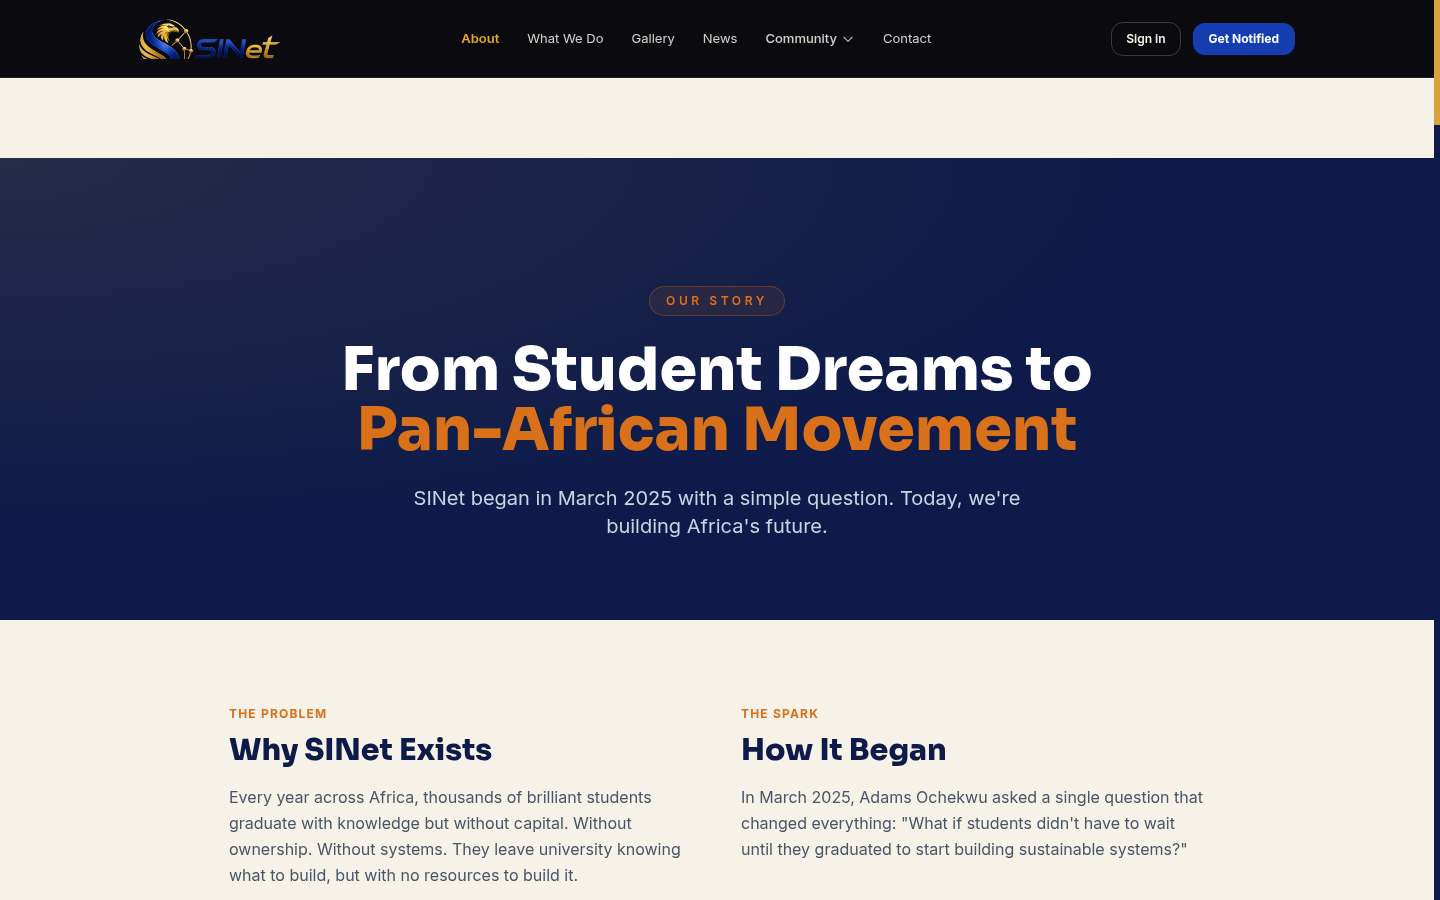 SINet
About
What We Do
Gallery
News
Community
Contact
Sign In
Get Notified
OUR STORY
From Student Dreams to
Pan-African Movement
SINet began in March 2025 with a simple question. Today, we're
building Africa's future.
THE PROBLEM
Why SINet Exists
Every year across Africa, thousands of brilliant students
graduate with knowledge but without capital. Without
ownership. Without systems. They leave university knowing
what to build, but with no resources to build it.
THE SPARK
How It Began
In March 2025, Adams Ochekwu asked a single question that
changed everything: "What if students didn't have to wait
until they graduated to start building sustainable systems?"